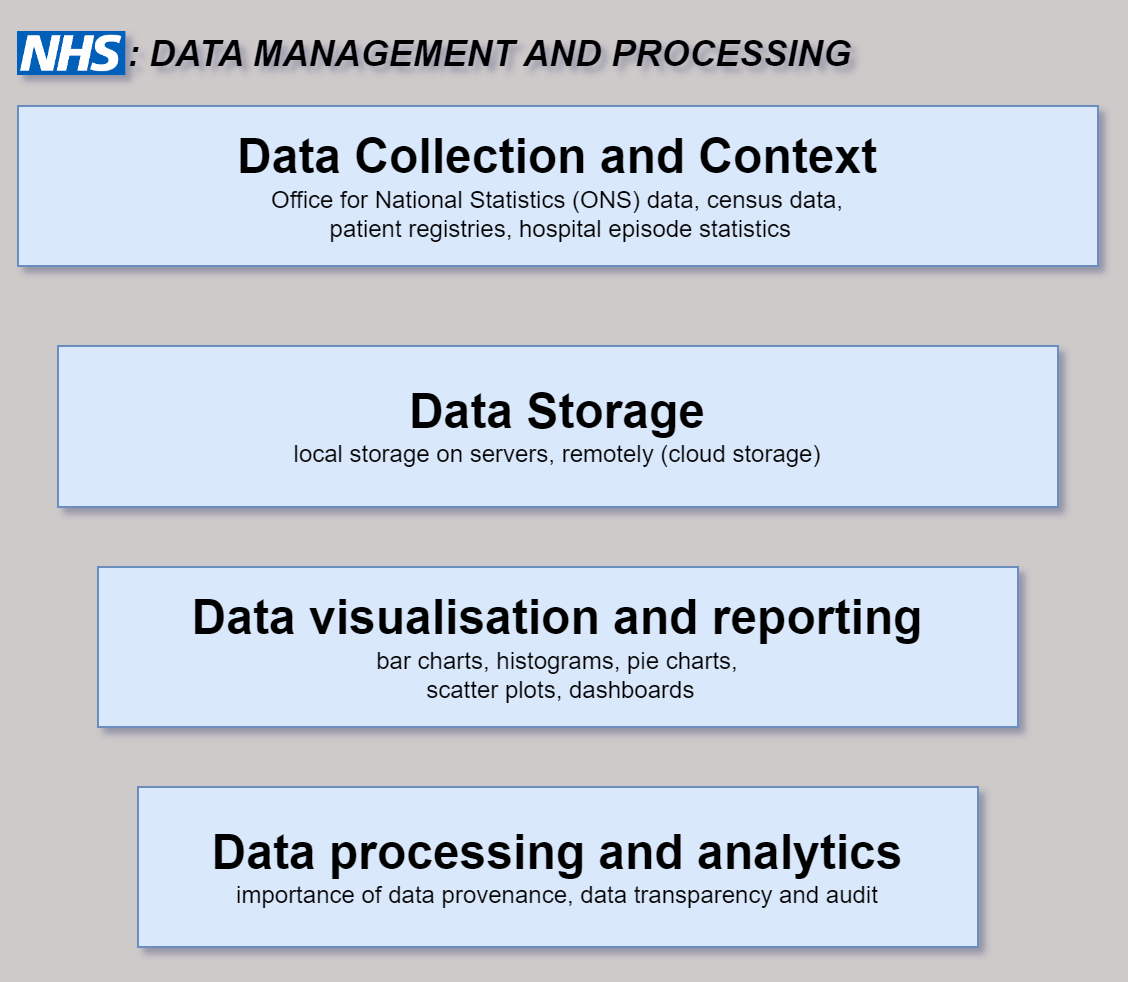 NHS: DATA MANAGEMENT AND PROCESSING
Data Collection and Context
Office for National Statistics (ONS) data, census data,
patient registries, hospital episode statistics
Data Storage
local storage on servers, remotely (cloud storage)
Data visualisation and reporting
bar charts, histograms, pie charts,
scatter plots, dashboards
Data processing and analytics
importance of data provenance, data transparency and audit